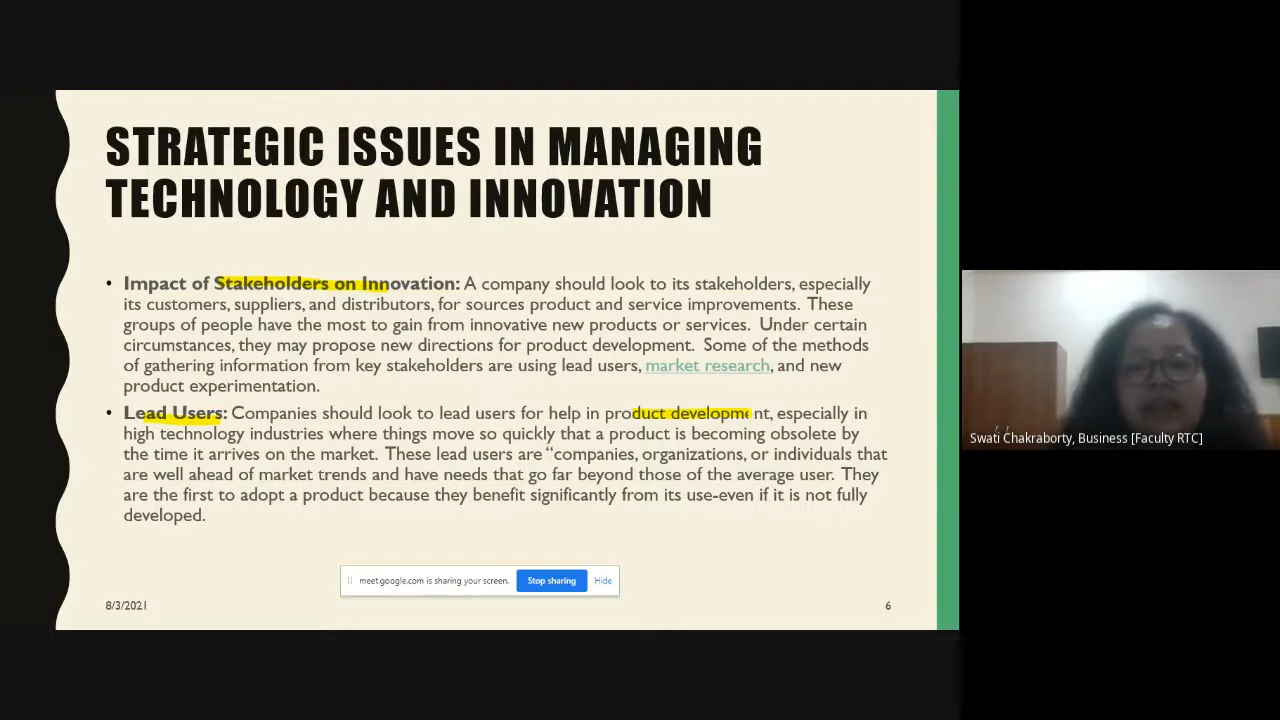 STRATEGIC ISSUES IN MANAGING
TECHNOLOGY AND INNOVATION
• Impact of Stakeholders on Innovation: A company should look to its stakeholders, especially
its customers, suppliers, and distributors, for sources product and service improvements. These
groups of people have the most to gain from innovative new products or services. Under certain
circumstances, they may propose new directions for product development. Some of the methods
of gathering information from key stakeholders are using lead users, market research, and new
product experimentation.
• Lead Users: Companies should look to lead users for help in product development, especially in
high technology industries where things move so quickly that a product is becoming obsolete by
the time it arrives on the market. These lead users are “companies, organizations, or individuals that
are well ahead of market trends and have needs that go far beyond those of the average user. They
are the first to adopt a product because they benefit significantly from its use-even if it is not fully
developed.
meet.google.com is sharing your screen. Stop sharing Hide
8/3/2021 6
Swati Chakraborty, Business [Faculty RTC]